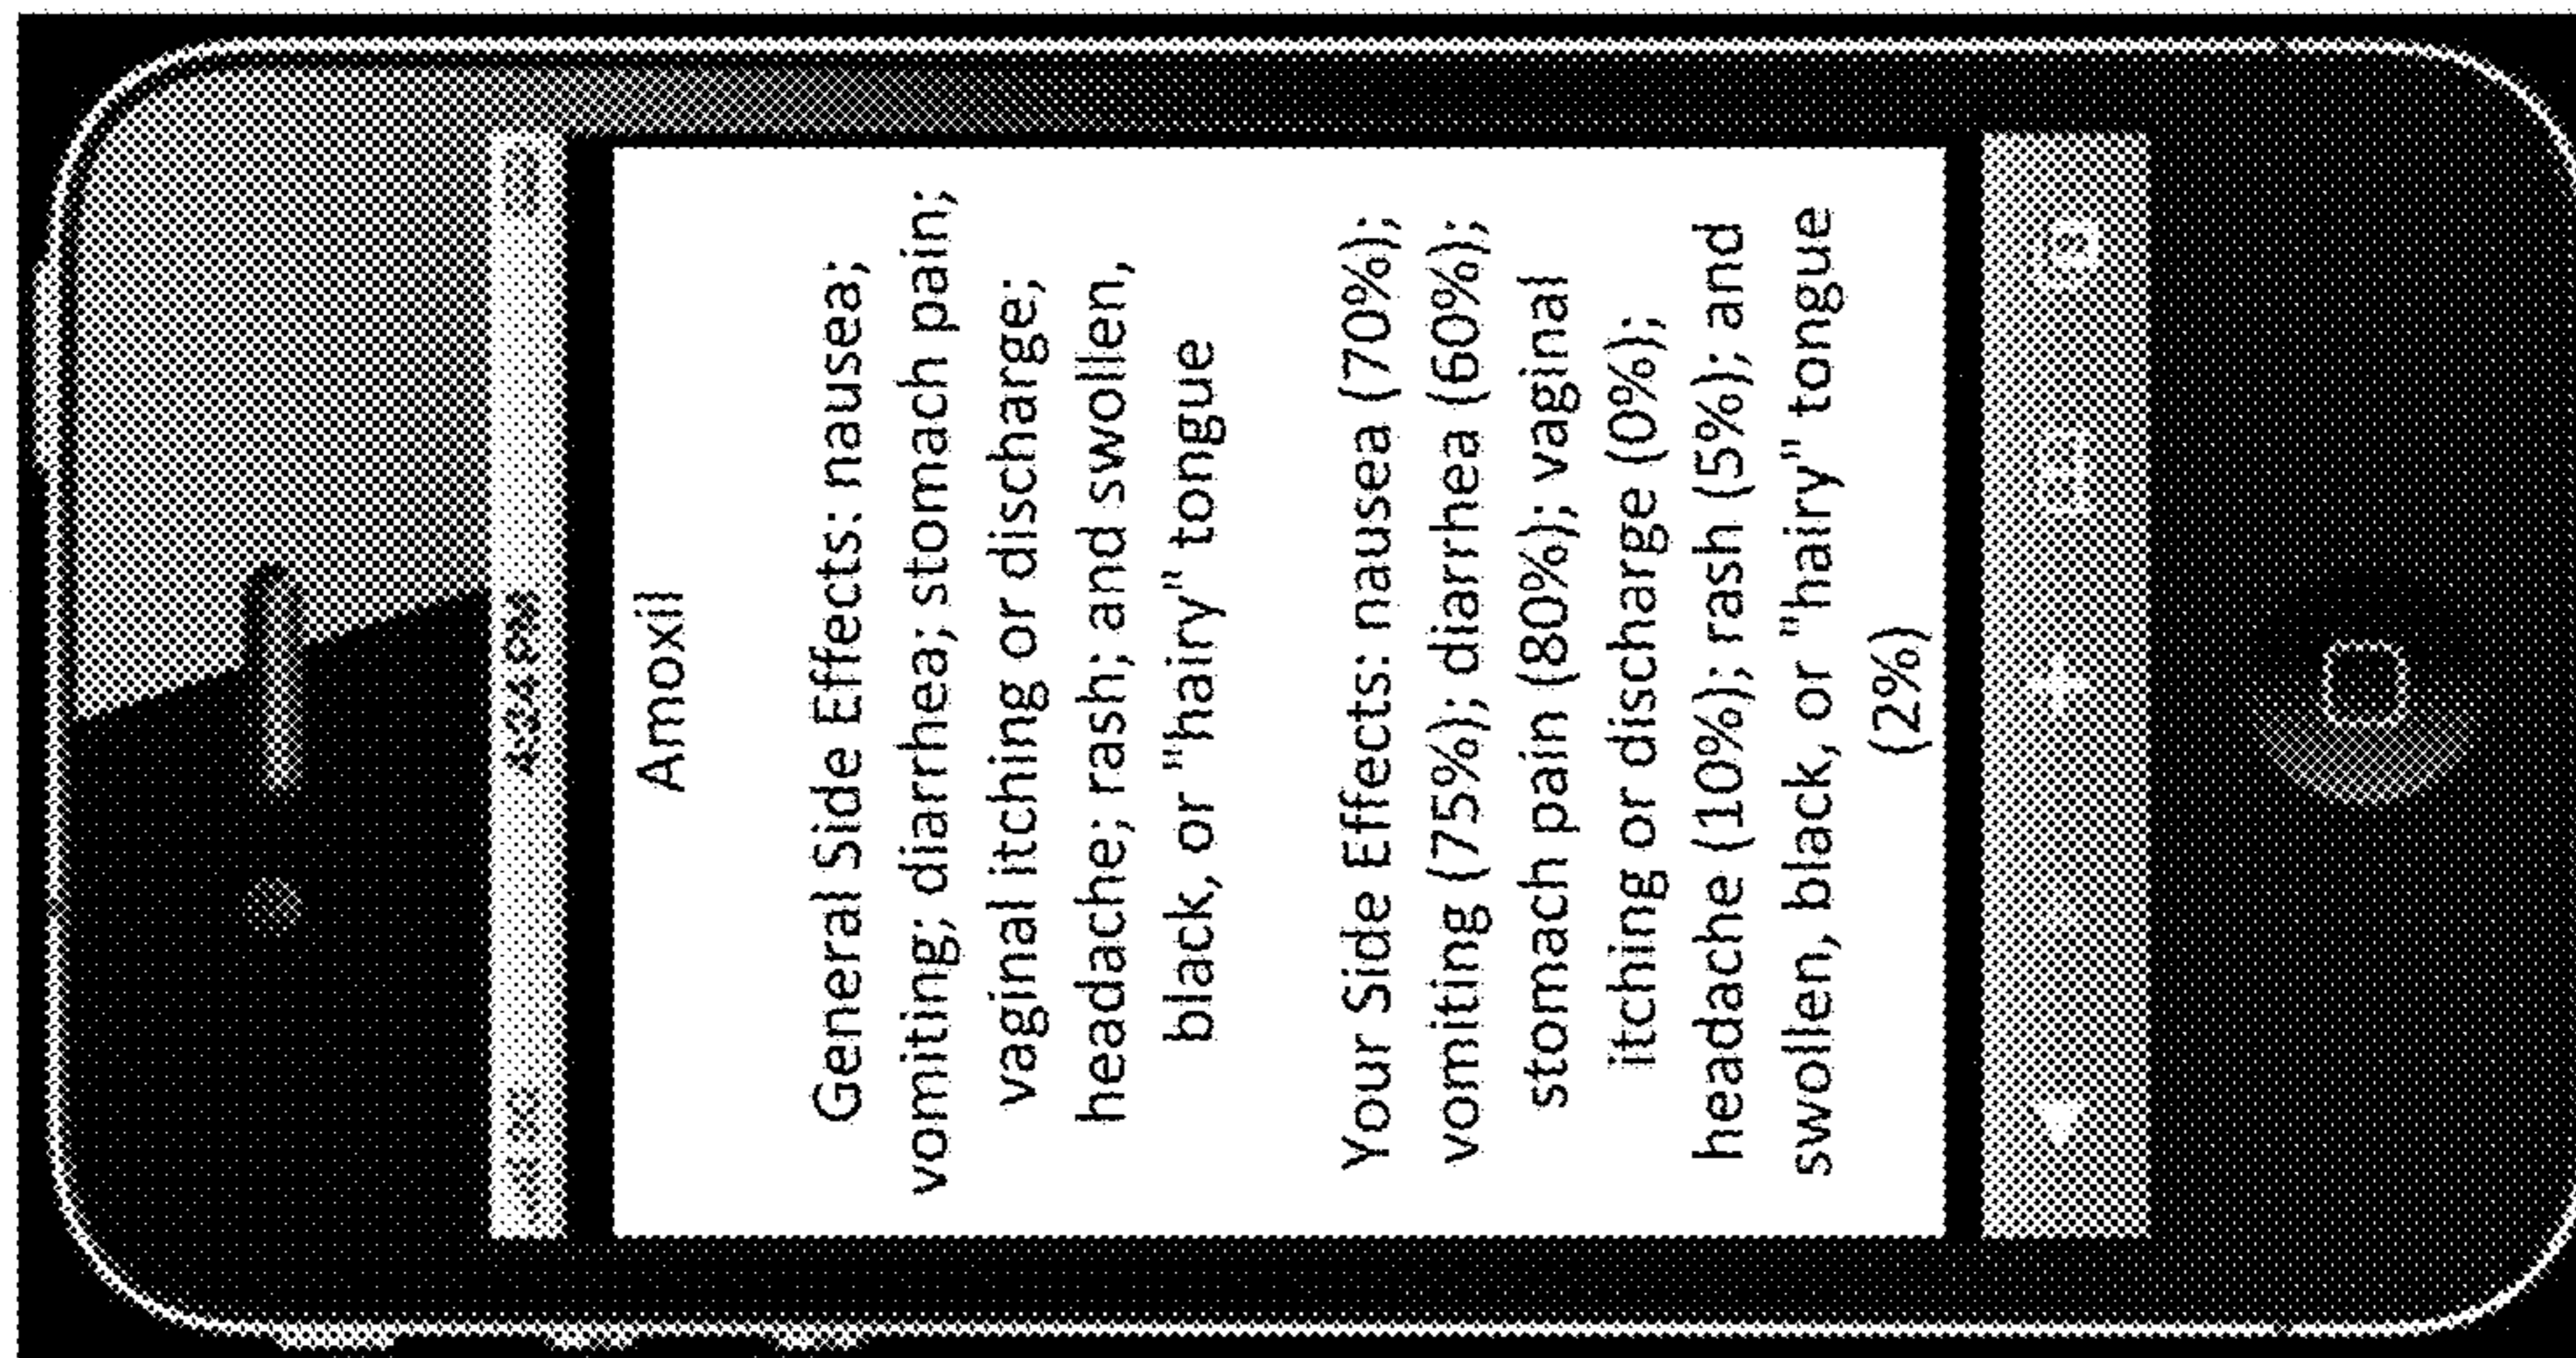 Amoxil
General Side Effects: nausea;
vomiting; diarrhea; stomach pain;
vaginal itching or discharge;
headache; rash; and swollen,
black, or "hairy" tongue
Your Side Effects: nausea (70%);
vomiting (75%); diarrhea (60%);
stomach pain (80%); vaginal
itching or discharge (0%);
headache (10%); rash (5%); and
swollen, black, or "hairy" tongue
(2%)